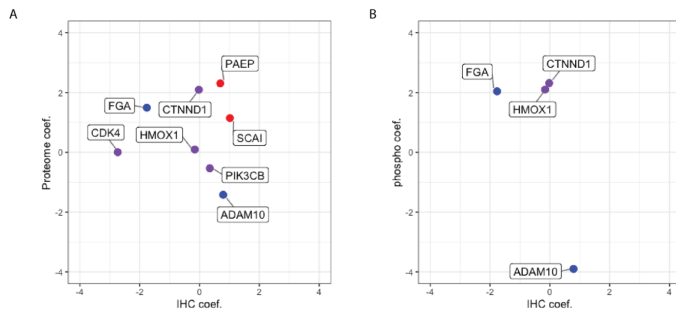 A
B
4
2
0
-2
-4
Proteome coef.
PAEP
CTNND1
FGA
SCAI
CDK4
HMOX1
PIK3CB
ADAM10
-4
-2
0
2
4
IHC coef.
4
2
0
-2
-4
phospho coef.
CTNND1
FGA
HMOX1
ADAM10
-4
-2
0
2
4
IHC coef.